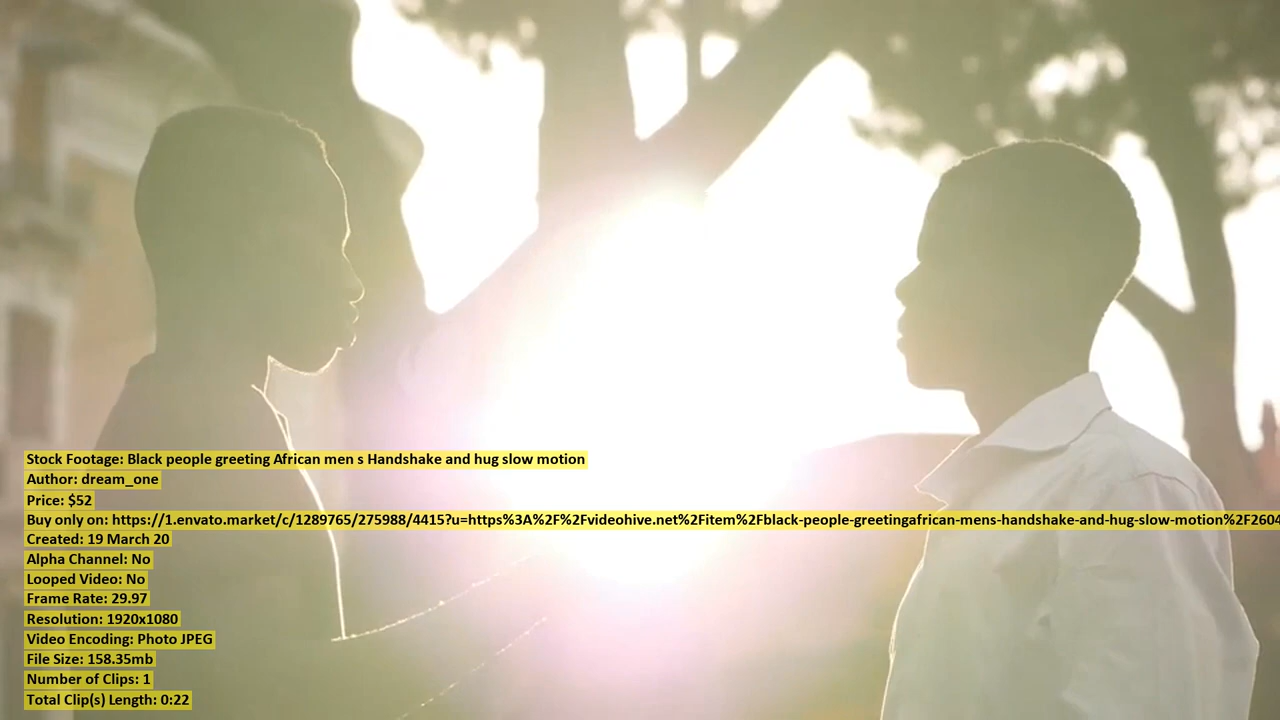 Stock Footage: Black people greeting African men s Handshake and hug slow motion
Author: dream_one
Price: $52
Buy only on: https://1.envato.market/c/1289765/275988/4415?u=https%3A%2F%2Fvideohive.net%2Fitem%2Fblack-people-greetingafrican-mens-handshake-and-hug-slow-motion%2F2604
Created: 19 March 20
Alpha Channel: No
Looped Video: No
Frame Rate: 29.97
Resolution: 1920x1080
Video Encoding: Photo JPEG
File Size: 158.35mb
Number of Clips: 1
Total Clip(s) Length: 0:22